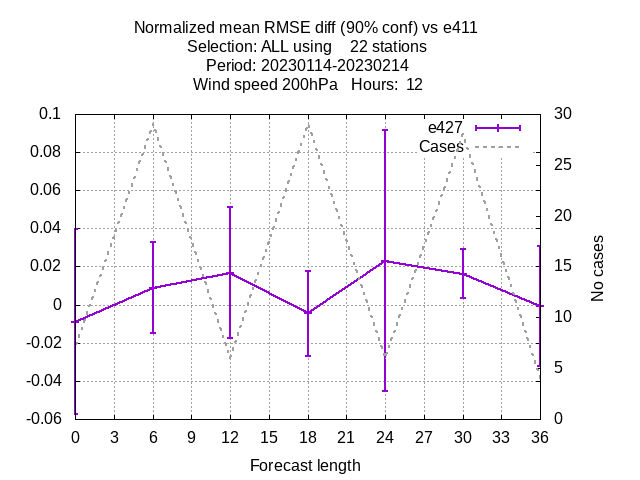 Normalized mean RMSE diff (90% conf) vs e411
Selection: ALL using    22 stations
Period: 20230114-20230214
Wind speed 200hPa   Hours:  12
0.1
0.08
0.06
0.04
0.02
0
-0.02
-0.04
-0.06
30
25
20
15
10
5
0
e427
Cases
No cases
0 3 6 9 12 15 18 21 24 27 30 33 36
Forecast length